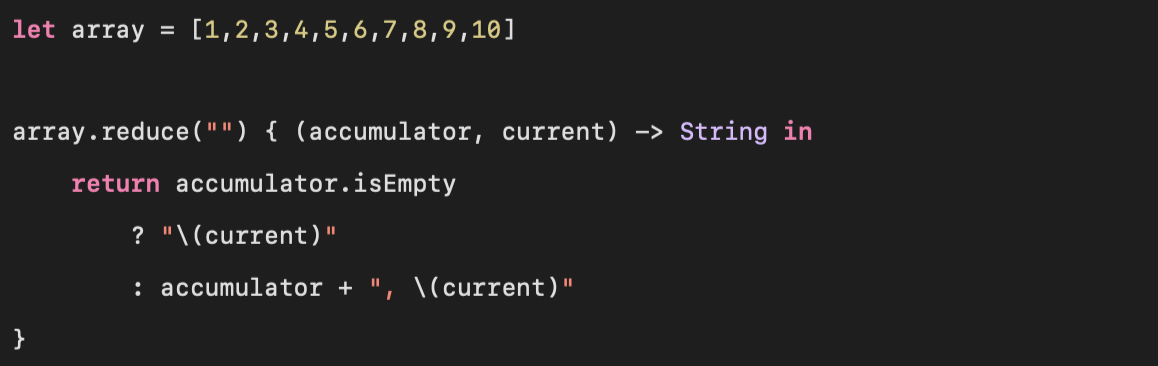 let array = [1,2,3,4,5,6,7,8,9,10]
array.reduce("") { (accumulator, current) -> String in
return accumulator.isEmpty
? "\(current)"
: accumulator + ", \(current)"
}